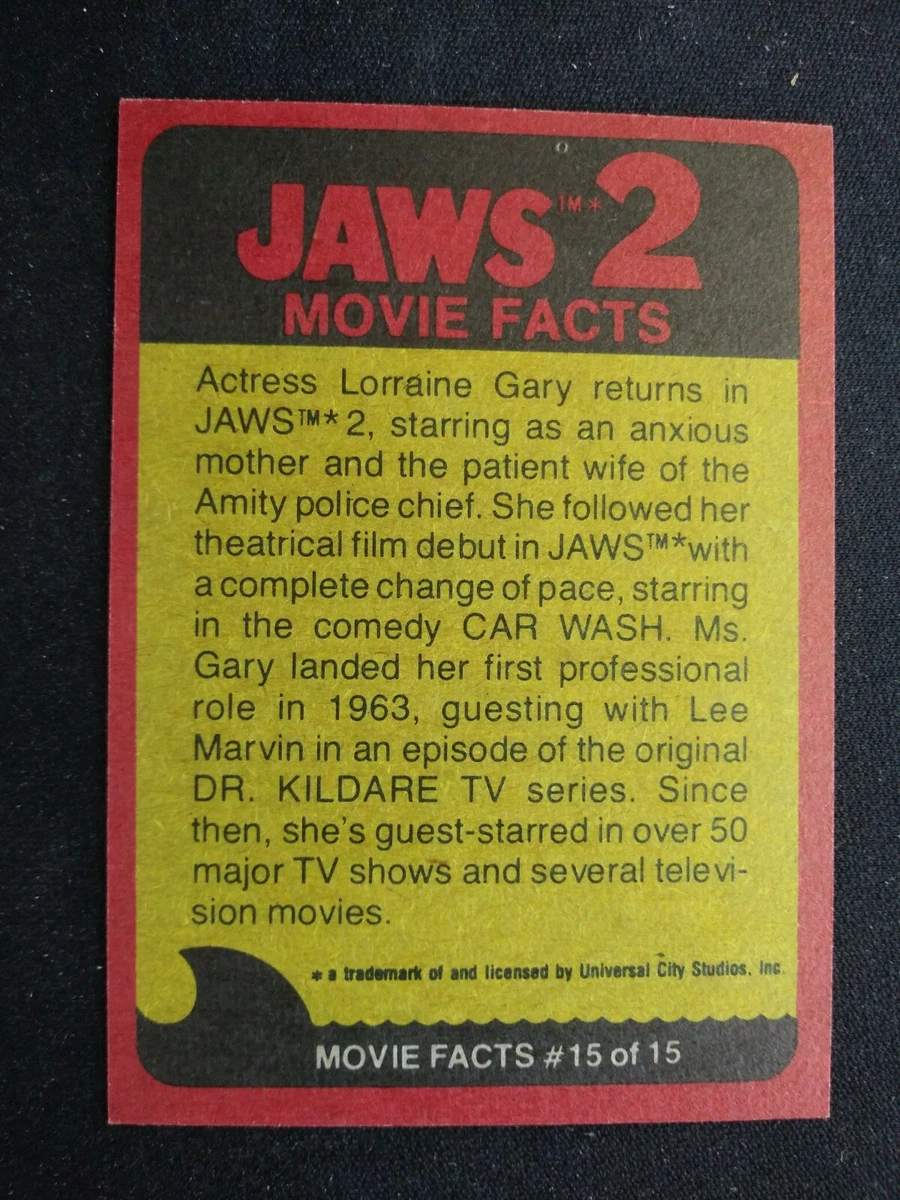 JAWS™* 2
MOVIE FACTS
Actress Lorraine Gary returns in
JAWS™* 2, starring as an anxious
mother and the patient wife of the
Amity police chief. She followed her
theatrical film debut in JAWS™* with
a complete change of pace, starring
in the comedy CAR WASH. Ms.
Gary landed her first professional
role in 1963, guesting with Lee
Marvin in an episode of the original
DR. KILDARE TV series. Since
then, she's guest-starred in over 50
major TV shows and several televi-
sion movies.
* a trademark of and licensed by Universal City Studios, Inc.
MOVIE FACTS #15 of 15